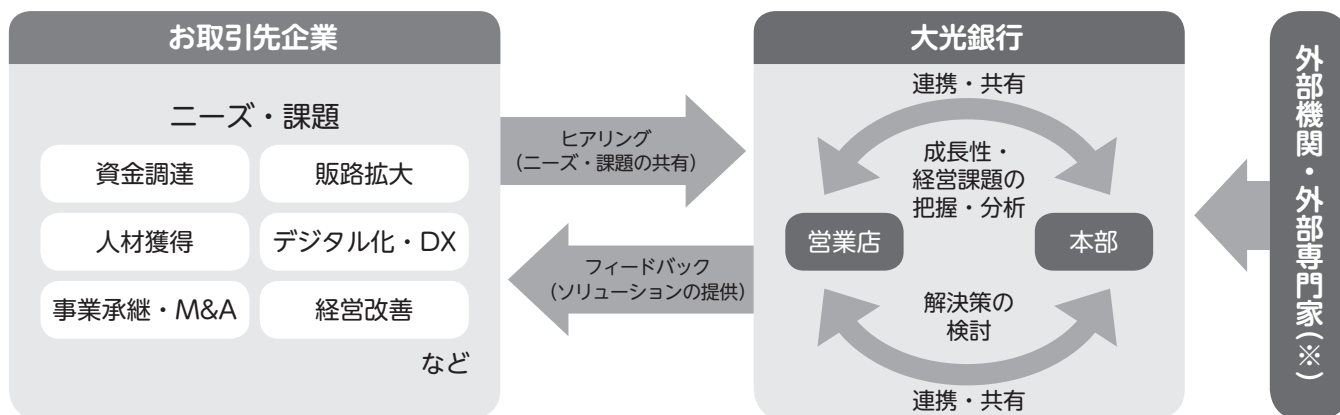 お取引先企業
ニーズ・課題
資金調達
販路拡大
人材獲得
デジタル化・DX
事業承継・M&A
経営改善
など
ヒアリング
(ニーズ・課題の共有)
フィードバック
(ソリューションの提供)
大光銀行
連携・共有
成長性・
経営課題の
把握・分析
営業店
本部
解決策の
検討
連携・共有
外部機関・外部専門家(※)